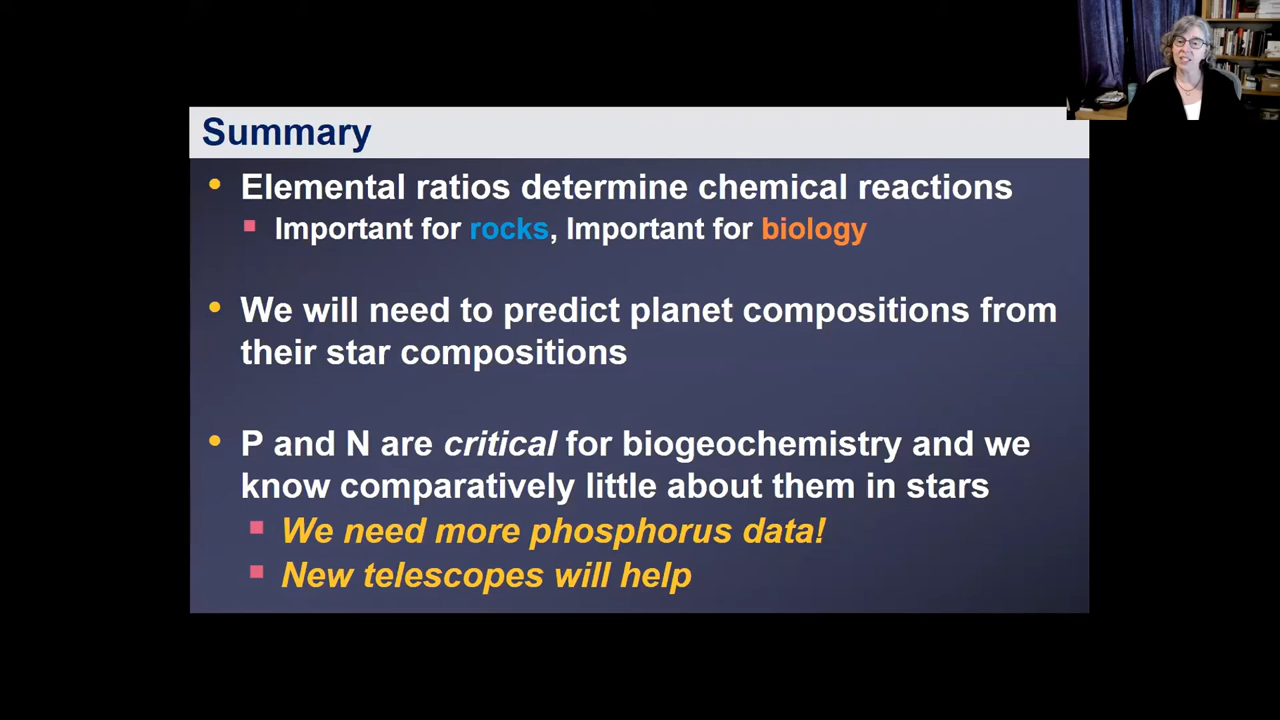 Summary
• Elemental ratios determine chemical reactions
▪ Important for rocks, Important for biology
• We will need to predict planet compositions from
their star compositions
• P and N are critical for biogeochemistry and we
know comparatively little about them in stars
▪ We need more phosphorus data!
▪ New telescopes will help